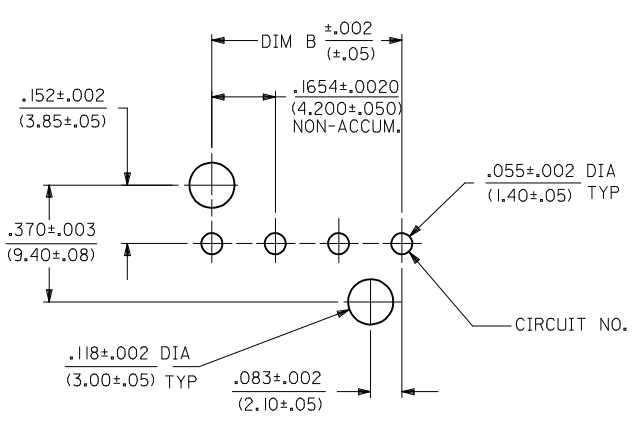 DIM B ±.002
(±.05)
.1654±.0020
(4.200±.050)
NON-ACCUM.
.152±.002
(3.85±.05)
.055±.002 DIA
(1.40±.05) TYP
.370±.003
(9.40±.08)
CIRCUIT NO.
.118±.002 DIA
(3.00±.05) TYP
.083±.002
(2.10±.05)